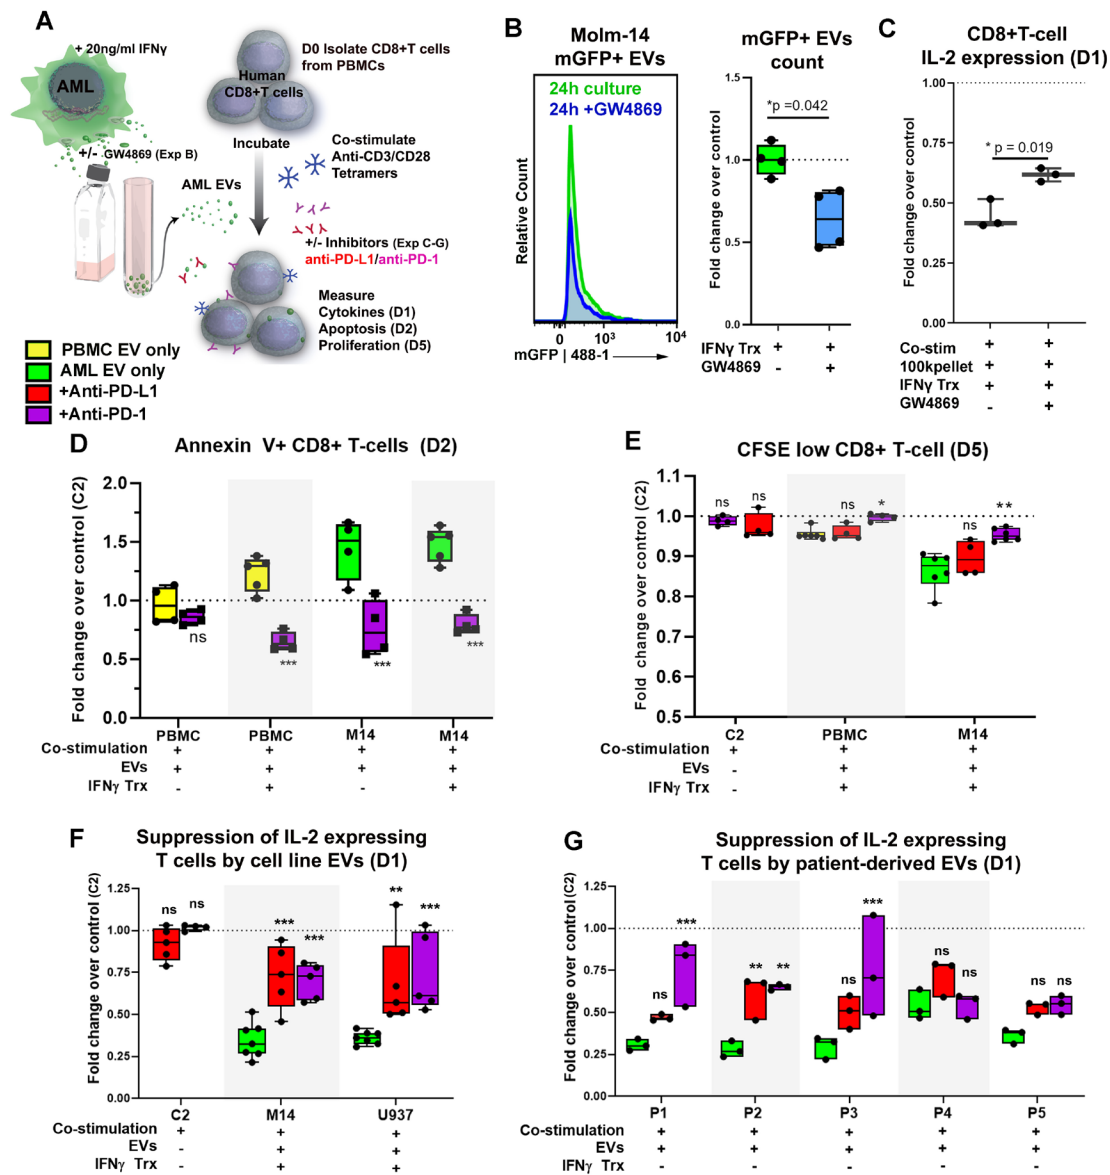 A
+ 20ng/ml IFNγ
AML
D0 Isolate CD8+T cells
from PBMCs
Human
CD8+T cells
+/- GW4869 (Exp B)
Incubate
Co-stimulate
Anti-CD3/CD28
Tetramers
AML EVs
+/- Inhibitors (Exp C-G)
anti-PD-L1/anti-PD-1
Measure
Cytokines (D1)
Apoptosis (D2)
Proliferation (D5)
PBMC EV only
AML EV only
+Anti-PD-L1
+Anti-PD-1
B
Molm-14
mGFP+ EVs
24h culture
24h +GW4869
Relative Count
0 10³ 10⁴
mGFP | 488-1
mGFP+ EVs
count
Fold change over control
1.5
1.0
0.5
0.0
*p =0.042
IFNγ Trx + +
GW4869 - +
C
CD8+T-cell
IL-2 expression (D1)
Fold change over control
1.00
0.75
0.50
0.25
0.00
* p = 0.019
Co-stim + +
100kpellet + +
IFNγ Trx + +
GW4869 - +
D
Annexin V+ CD8+ T-cells (D2)
Fold change over control (C2)
2.0
1.5
1.0
0.5
0.0
ns
***
***
***
PBMC PBMC M14 M14
Co-stimulation + + + +
EVs + + + +
IFNγ Trx - + - +
E
CFSE low CD8+ T-cell (D5)
Fold change over control (C2)
1.1
1.0
0.9
0.8
0.7
0.6
0.5
ns ns ns * ns **
C2 PBMC M14
Co-stimulation + + +
EVs - + +
IFNγ Trx - + +
F
Suppression of IL-2 expressing
T cells by cell line EVs (D1)
Fold change over control (C2)
1.25
1.00
0.75
0.50
0.25
0.00
ns ns *** *** ** ***
C2 M14 U937
Co-stimulation + + +
EVs - + +
IFNγ Trx - + +
G
Suppression of IL-2 expressing
T cells by patient-derived EVs (D1)
Fold change over control (C2)
1.25
1.00
0.75
0.50
0.25
0.00
ns *** ** ** ns *** ns ns ns ns
P1 P2 P3 P4 P5
Co-stimulation + + + + +
EVs + + + + +
IFNγ Trx - - - - -